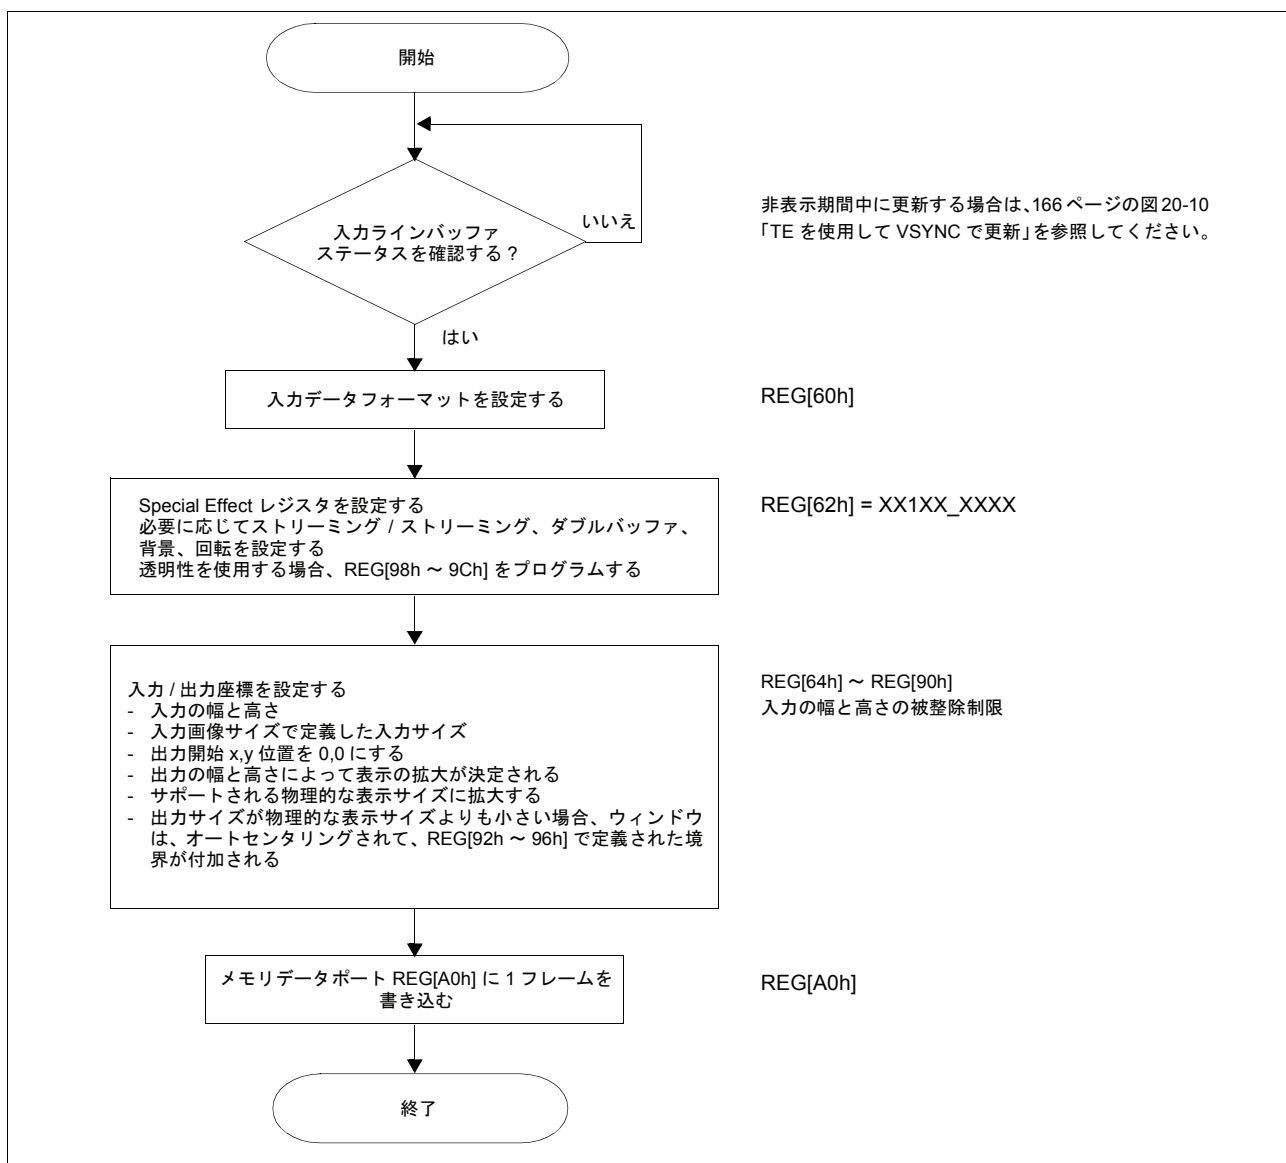 開始
入力ラインバッファ
ステータスを確認する?
いいえ
非表示期間中に更新する場合は、166 ページの図 20-10
「TE を使用して VSYNC で更新」を参照してください。
はい
入力データフォーマットを設定する
REG[60h]
Special Effect レジスタを設定する
必要に応じてストリーミング / ストリーミング、ダブルバッファ、
背景、回転を設定する
透明性を使用する場合、REG[98h ～ 9Ch] をプログラムする
REG[62h] = XX1XX_XXXX
入力 / 出力座標を設定する
- 入力の幅と高さ
- 入力画像サイズで定義した入力サイズ
- 出力開始 x,y 位置を 0,0 にする
- 出力の幅と高さによって表示の拡大が決定される
- サポートされる物理的な表示サイズに拡大する
- 出力サイズが物理的な表示サイズよりも小さい場合、ウィンドウ
は、オートセンタリングされて、REG[92h ～ 96h] で定義された境
界が付加される
REG[64h] ～ REG[90h]
入力の幅と高さの被整除制限
メモリデータポート REG[A0h] に 1 フレームを
書き込む
REG[A0h]
終了